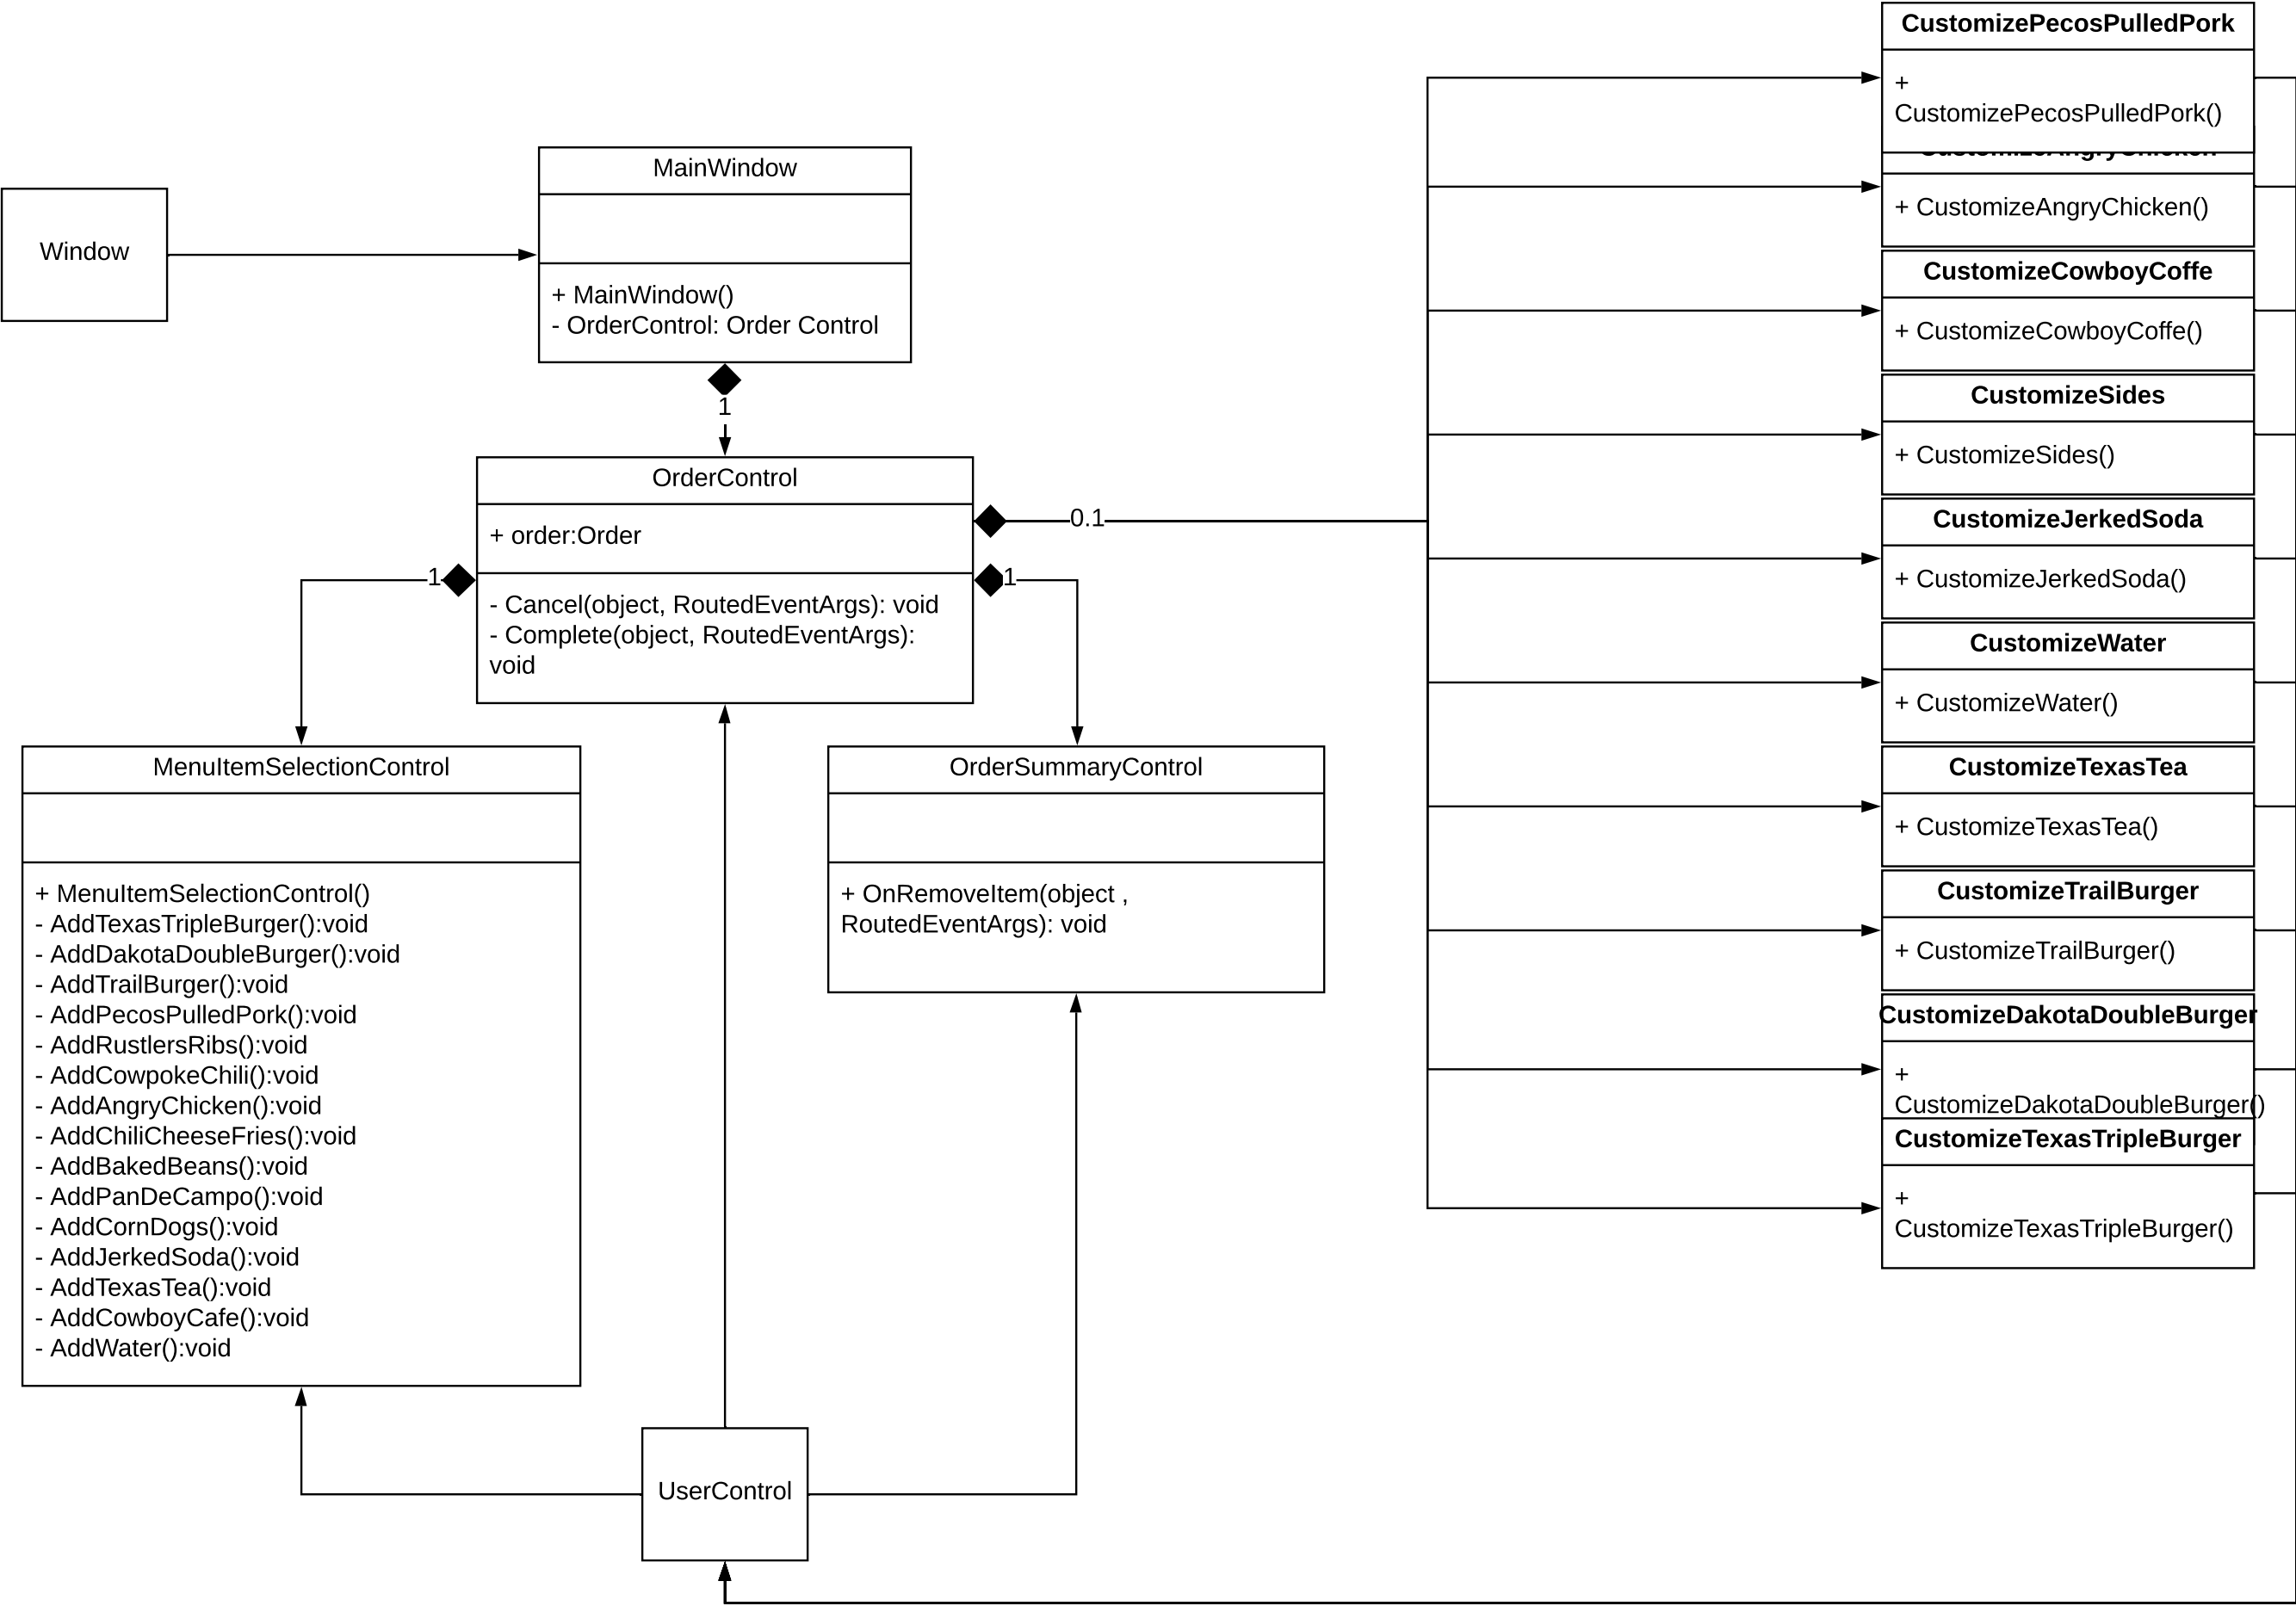 Window
MainWindow
+ MainWindow()
- OrderControl: Order Control
1
OrderControl
+ order:Order
- Cancel(object, RoutedEventArgs): void
- Complete(object, RoutedEventArgs):
void
1
1
0.1
MenuItemSelectionControl
+ MenuItemSelectionControl()
- AddTexasTripleBurger():void
- AddDakotaDoubleBurger():void
- AddTrailBurger():void
- AddPecosPulledPork():void
- AddRustlersRibs():void
- AddCowpokeChili():void
- AddAngryChicken():void
- AddChiliCheeseFries():void
- AddBakedBeans():void
- AddPanDeCampo():void
- AddCornDogs():void
- AddJerkedSoda():void
- AddTexasTea():void
- AddCowboyCafe():void
- AddWater():void
OrderSummaryControl
+ OnRemoveItem(object ,
RoutedEventArgs): void
UserControl
CustomizePecosPulledPork
+
CustomizePecosPulledPork()
CustomizeAngryChicken
+ CustomizeAngryChicken()
CustomizeCowboyCoffe
+ CustomizeCowboyCoffe()
CustomizeSides
+ CustomizeSides()
CustomizeJerkedSoda
+ CustomizeJerkedSoda()
CustomizeWater
+ CustomizeWater()
CustomizeTexasTea
+ CustomizeTexasTea()
CustomizeTrailBurger
+ CustomizeTrailBurger()
CustomizeDakotaDoubleBurger
+
CustomizeDakotaDoubleBurger()
CustomizeTexasTripleBurger
+
CustomizeTexasTripleBurger()